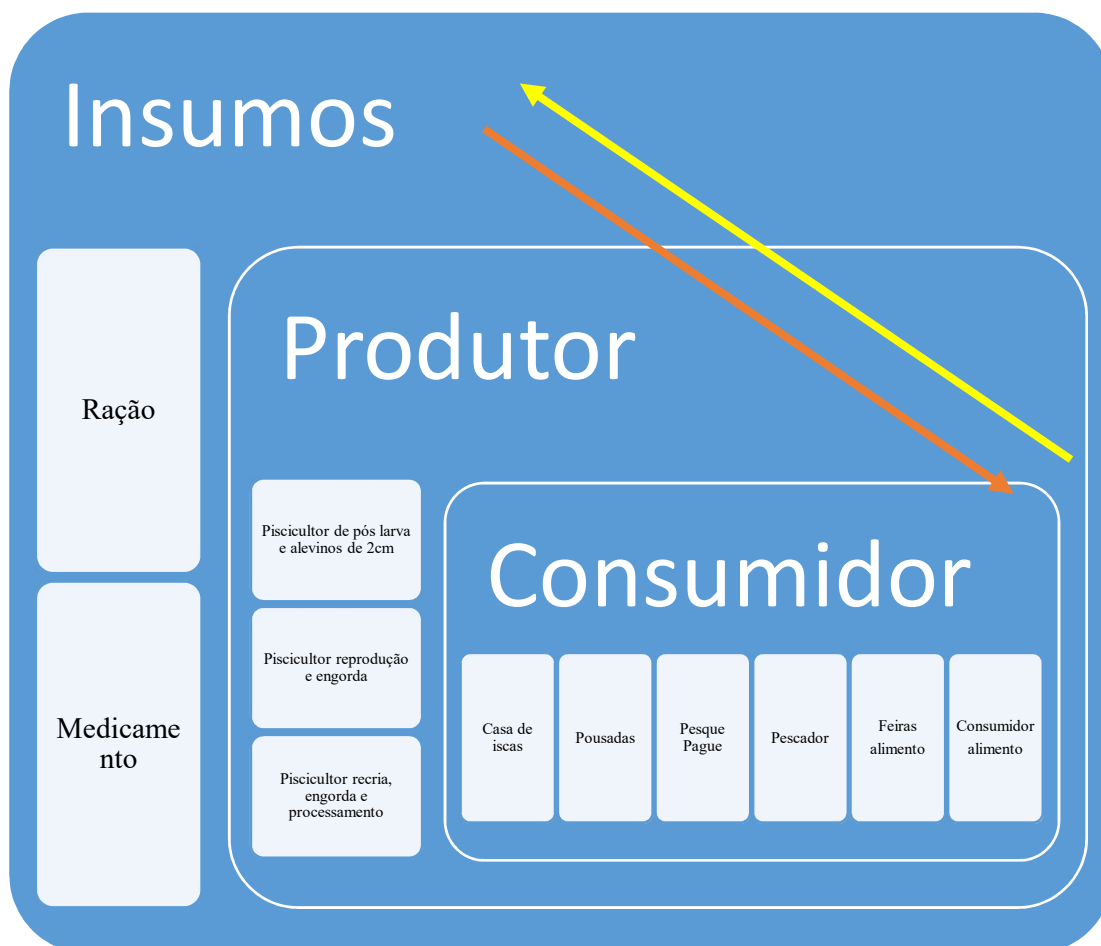 Insumos
Ração
Medicame
nto
Produtor
Piscicultor de pós larva
e alevinos de 2cm
Piscicultor reprodução
e engorda
Piscicultor recria,
engorda e
processamento
Consumidor
Casa de
iscas
Pousadas
Pesque
Pague
Pescador
Feiras
alimento
Consumidor
alimento